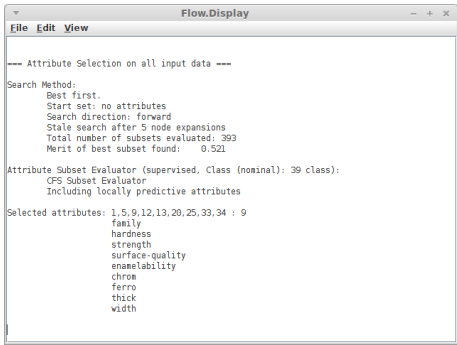 Flow.Display
File Edit View
=== Attribute Selection on all input data ===
Search Method:
Best first.
Start set: no attributes
Search direction: forward
Stale search after 5 node expansions
Total number of subsets evaluated: 393
Merit of best subset found: 0.521
Attribute Subset Evaluator (supervised, Class (nominal): 39 class):
CFS Subset Evaluator
Including locally predictive attributes
Selected attributes: 1,5,9,12,13,20,25,33,34 : 9
family
hardness
strength
surface-quality
enamelability
chrom
ferro
thick
width